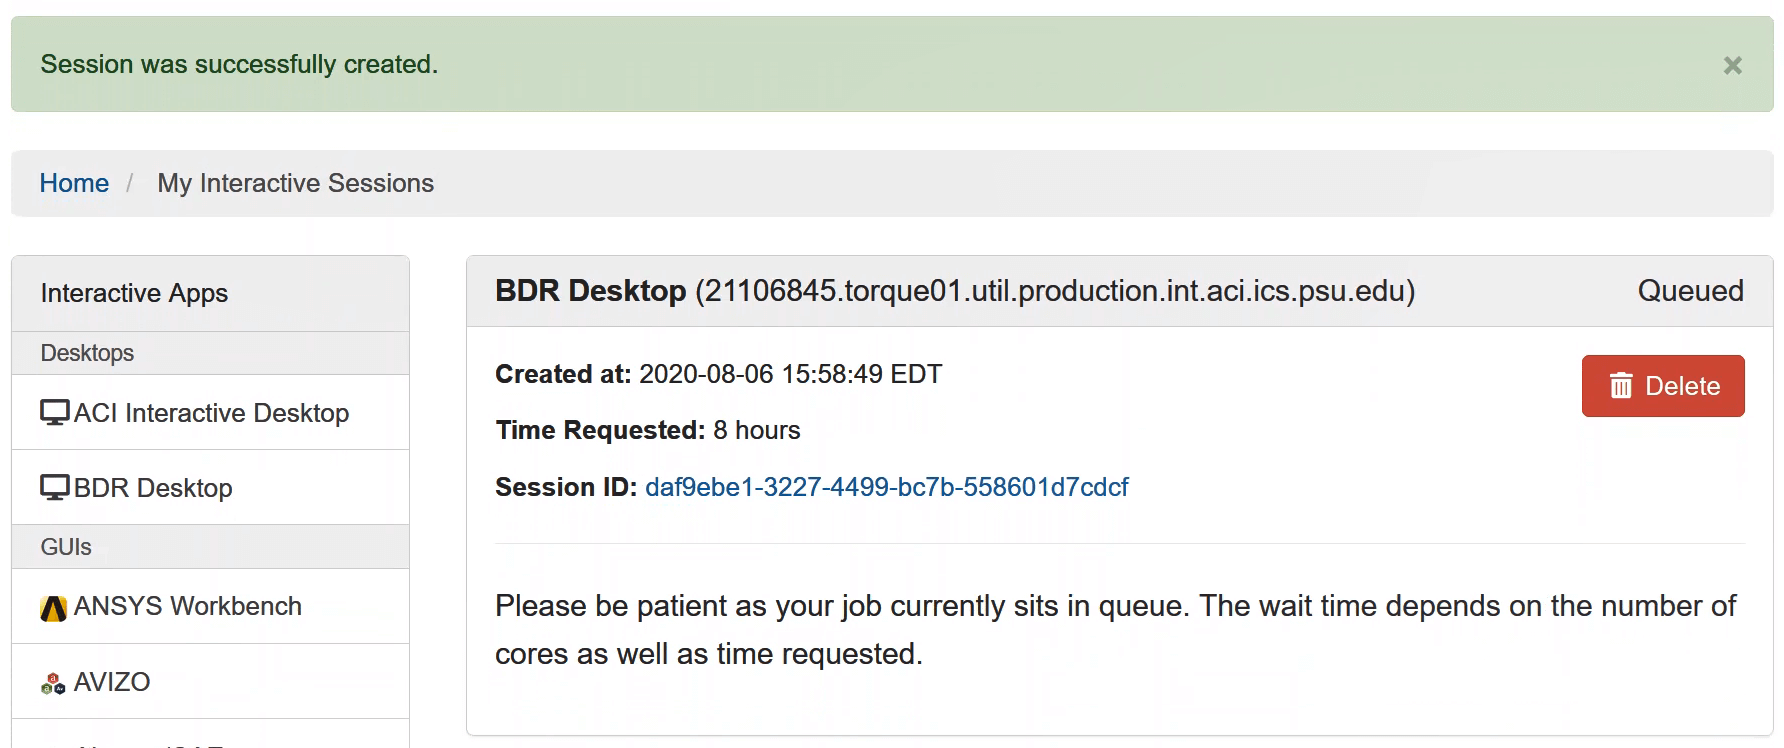 Session was successfully created.
×
Home / My Interactive Sessions
Interactive Apps
Desktops
ACI Interactive Desktop
BDR Desktop
GUIs
ANSYS Workbench
AVIZO
BDR Desktop (21106845.torque01.util.production.int.aci.ics.psu.edu)
Queued
Created at: 2020-08-06 15:58:49 EDT
Delete
Time Requested: 8 hours
Session ID: daf9ebe1-3227-4499-bc7b-558601d7cdcf
Please be patient as your job currently sits in queue. The wait time depends on the number of
cores as well as time requested.